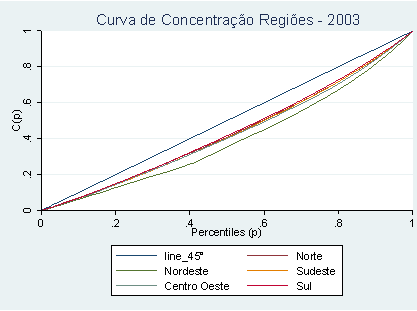 Curva de Concentração Regiões - 2003
C(p)
1
.8
.6
.4
.2
0
0 .2 .4 .6 .8 1
Percentiles (p)
line_45º Norte
Nordeste Sudeste
Centro Oeste Sul